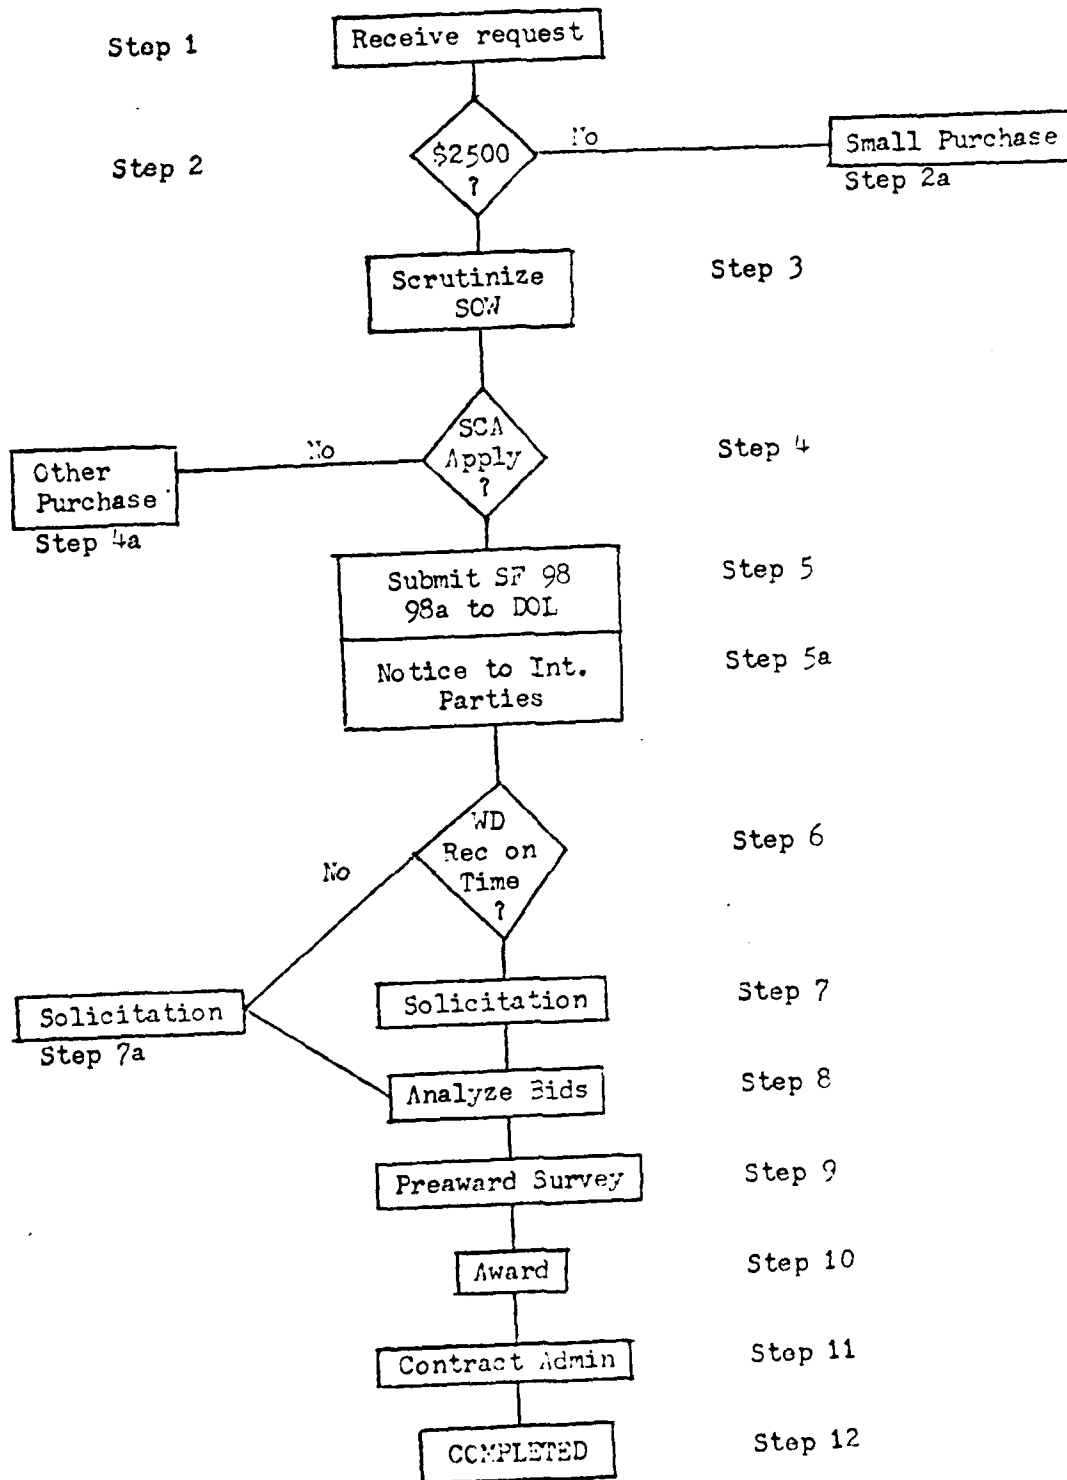 Step 1
Receive request
Step 2
$2500
?
No
Small Purchase
Step 2a
Scrutinize
SOW
Step 3
SCA
Apply
?
No
Step 4
Other
Purchase
Step 4a
Submit SF 98
98a to DOL
Step 5
Notice to Int.
Parties
Step 5a
WD
Rec on
Time
?
No
Step 6
Solicitation
Step 7a
Solicitation
Step 7
Analyze Bids
Step 8
Preaward Survey
Step 9
Award
Step 10
Contract Admin
Step 11
COMPLETED
Step 12